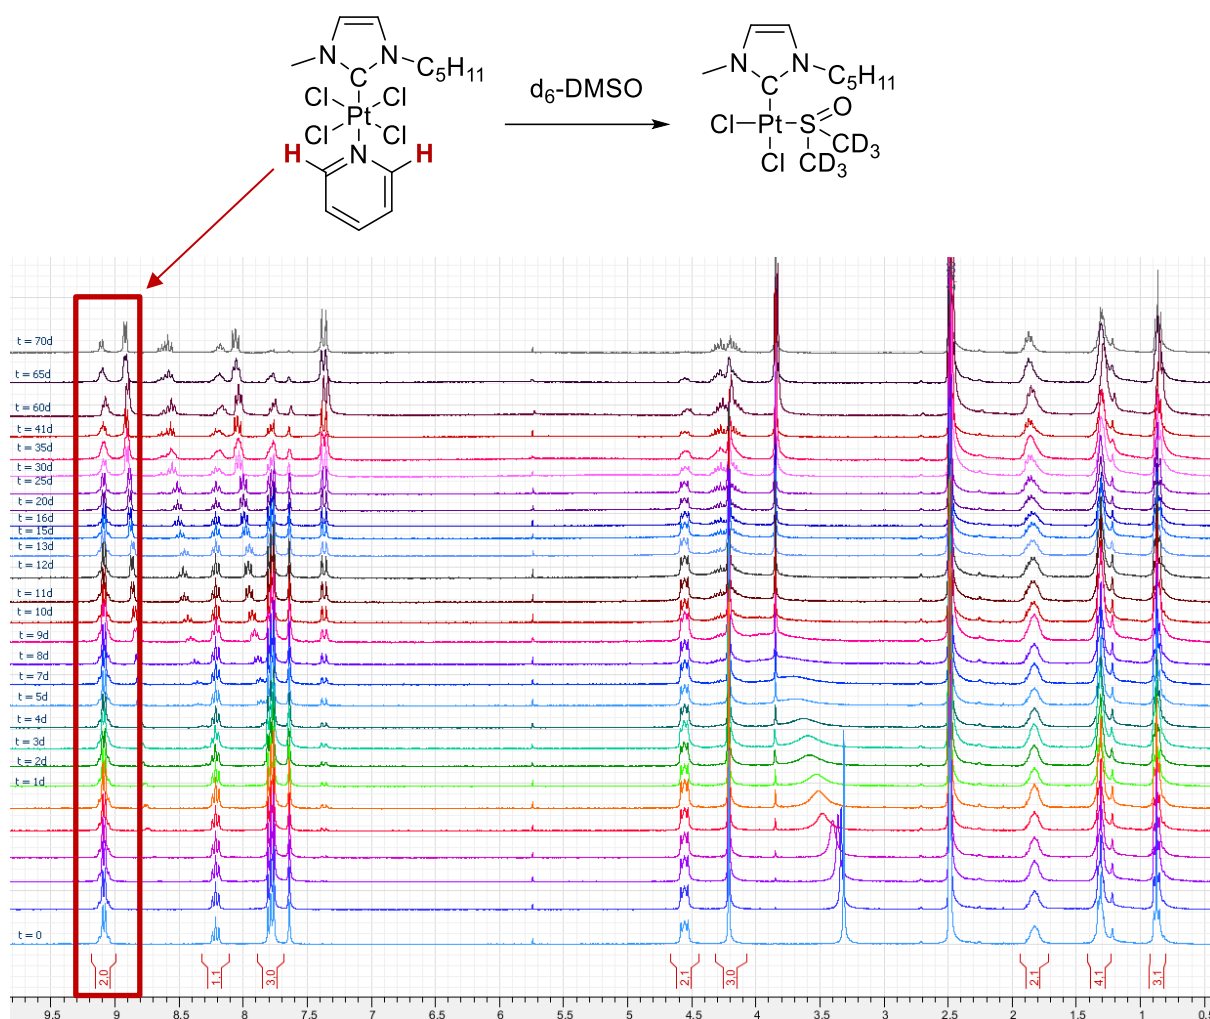 N N
C5H11
C
Cl Cl
Pt
Cl Cl
H N H
d6-DMSO
N N
C5H11
C
O
Cl Pt S
CD3
Cl CD3
t = 70d
t = 65d
t = 60d
t = 41d
t = 35d
t = 30d
t = 25d
t = 20d
t = 16d
t = 15d
t = 13d
t = 12d
t = 11d
t = 10d
t = 9d
t = 8d
t = 7d
t = 5d
t = 4d
t = 3d
t = 2d
t = 1d
t = 0
2,0 1,1 3,0 2,1 3,0 2,1 4,1 3,1
9.5 9 8.5 8 7.5 7 6.5 6 5.5 5 4.5 4 3.5 3 2.5 2 1.5 1 0.5